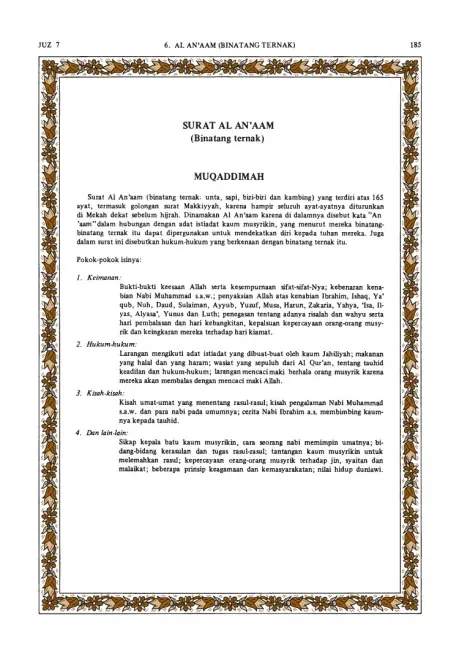 JUZ 7
6. AL AN'AAM (BINATANG TERNAK)
185
SURAT AL AN'AAM
(Binatang ternak)
MUQADDIMAH
Surat Al An'aam (binatang ternak: unta, sapi, biri-biri dan kambing) yang terdiri atas 165
ayat, termasuk golongan surat Makkiyyah, karena hampir seluruh ayat-ayatnya diturunkan
di Mekah dekat sebelum hijrah. Dinamakan Al An'aam karena di dalamnya disebut kata "An
'aam" dalam hubungan dengan adat istiadat kaum musyrikin, yang menurut mereka binatang-
binatang ternak itu dapat dipergunakan untuk mendekatkan diri kepada tuhan mereka. Juga
dalam surat ini disebutkan hukum-hukum yang berkenaan dengan binatang ternak itu.
Pokok-pokok isinya:
1. Keimanan:
Bukti-bukti keesaan Allah serta kesempurnaan sifat-sifat-Nya; kebenaran kena-
bian Nabi Muhammad s.a.w.; penyaksian Allah atas kenabian Ibrahim, Ishaq, Ya'
qub, Nuh, Daud, Sulaiman, Ayyub, Yusuf, Musa, Harun, Zakaria, Yahya, 'Isa, Il-
yas, Alyasa', Yunus dan Luth; penegasan tentang adanya risalah dan wahyu serta
hari pembalasan dan hari kebangkitan, kepalsuan kepercayaan orang-orang musy-
rik dan keingkaran mereka terhadap hari kiamat.
2. Hukum-hukum:
Larangan mengikuti adat istiadat yang dibuat-buat oleh kaum Jahiliyah; makanan
yang halal dan yang haram; wasiat yang sepuluh dari Al Qur'an, tentang tauhid
keadilan dan hukum-hukum; larangan mencaci maki berhala orang musyrik karena
mereka akan membalas dengan mencaci maki Allah.
3. Kisah-kisah:
Kisah umat-umat yang menentang rasul-rasul; kisah pengalaman Nabi Muhammad
s.a.w. dan para nabi pada umumnya; cerita Nabi Ibrahim a.s. membimbing kaum-
nya kepada tauhid.
4. Dan lain-lain:
Sikap kepala batu kaum musyrikin, cara seorang nabi memimpin umatnya; bi-
dang-bidang kerasulan dan tugas rasul-rasul; tantangan kaum musyrikin untuk
melemahkan rasul; kepercayaan orang-orang musyrik terhadap jin, syaitan dan
malaikat; beberapa prinsip keagamaan dan kemasyarakatan; nilai hidup duniawi.